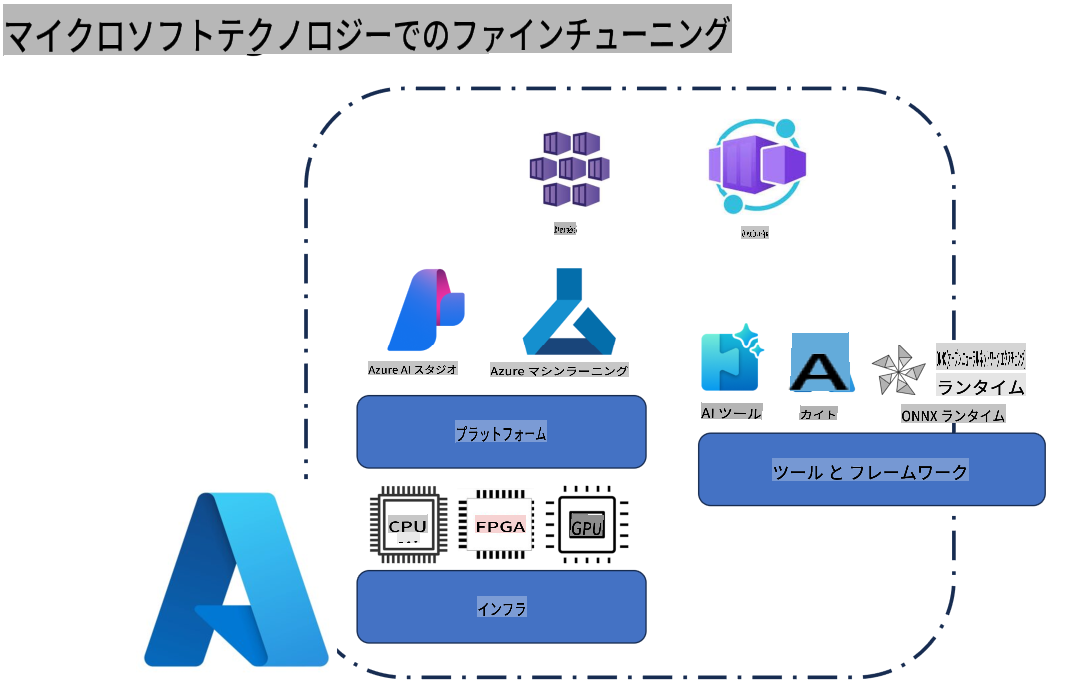 マイクロソフトテクノロジーでのファインチューニング
Azure AI スタジオ
Azure マシンラーニング
ランタイム
AI ツール
カイト
ONNX ランタイム
プラットフォーム
ツール と フレームワーク
CPU
FPGA
GPU
インフラ